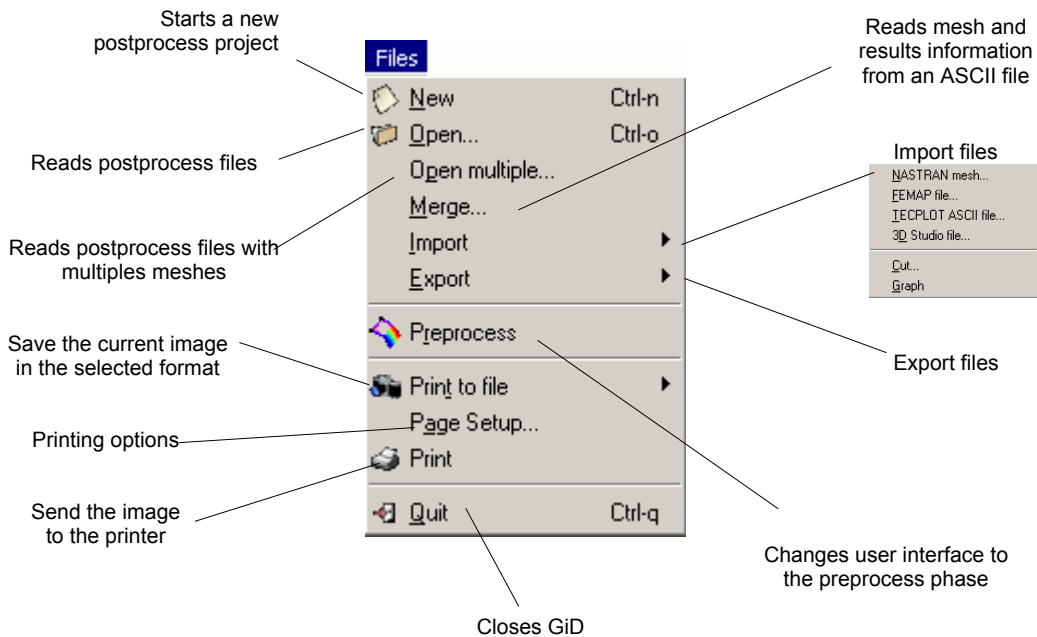 Starts a new
postprocess project
Reads postprocess files
Reads postprocess files with
multiples meshes
Save the current image
in the selected format
Printing options
Send the image
to the printer
Files
New Ctrl-n
Open... Ctrl-o
Open multiple...
Merge...
Import
Export
Preprocess
Print to file
Page Setup...
Print
Quit Ctrl-q
Closes GiD
Reads mesh and
results information
from an ASCII file
Import files
NASTRAN mesh...
FEMAP file...
TECPLOT ASCII file...
3D Studio file...
Cut...
Graph
Export files
Changes user interface to
the preprocess phase